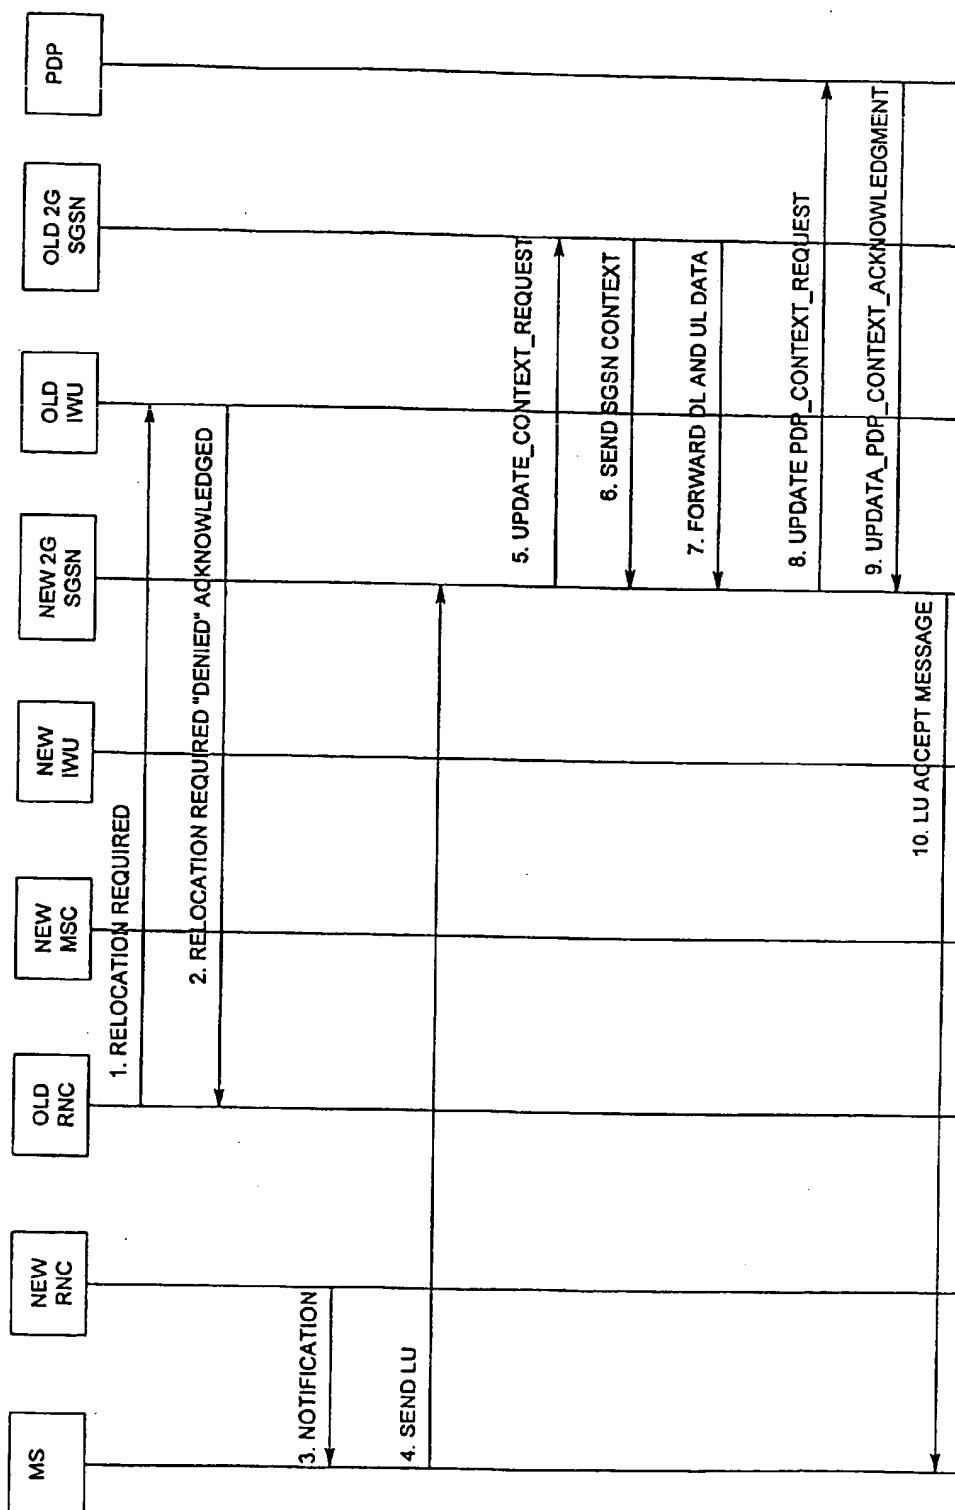 MS
NEW
RNC
OLD
RNC
NEW
MSC
NEW
IWU
NEW 2G
SGSN
OLD
IWU
OLD 2G
SGSN
PDP
1. RELOCATION REQUIRED
2. RELOCATION REQUIRED "DENIED" ACKNOWLEDGED
3. NOTIFICATION
4. SEND LU
5. UPDATE_CONTEXT_REQUEST
6. SEND SGSN CONTEXT
7. FORWARD DL AND UL DATA
8. UPDATE PDP_CONTEXT_REQUEST
9. UPDATA_PDP_CONTEXT_ACKNOWLEDGMENT
10. LU ACCEPT MESSAGE